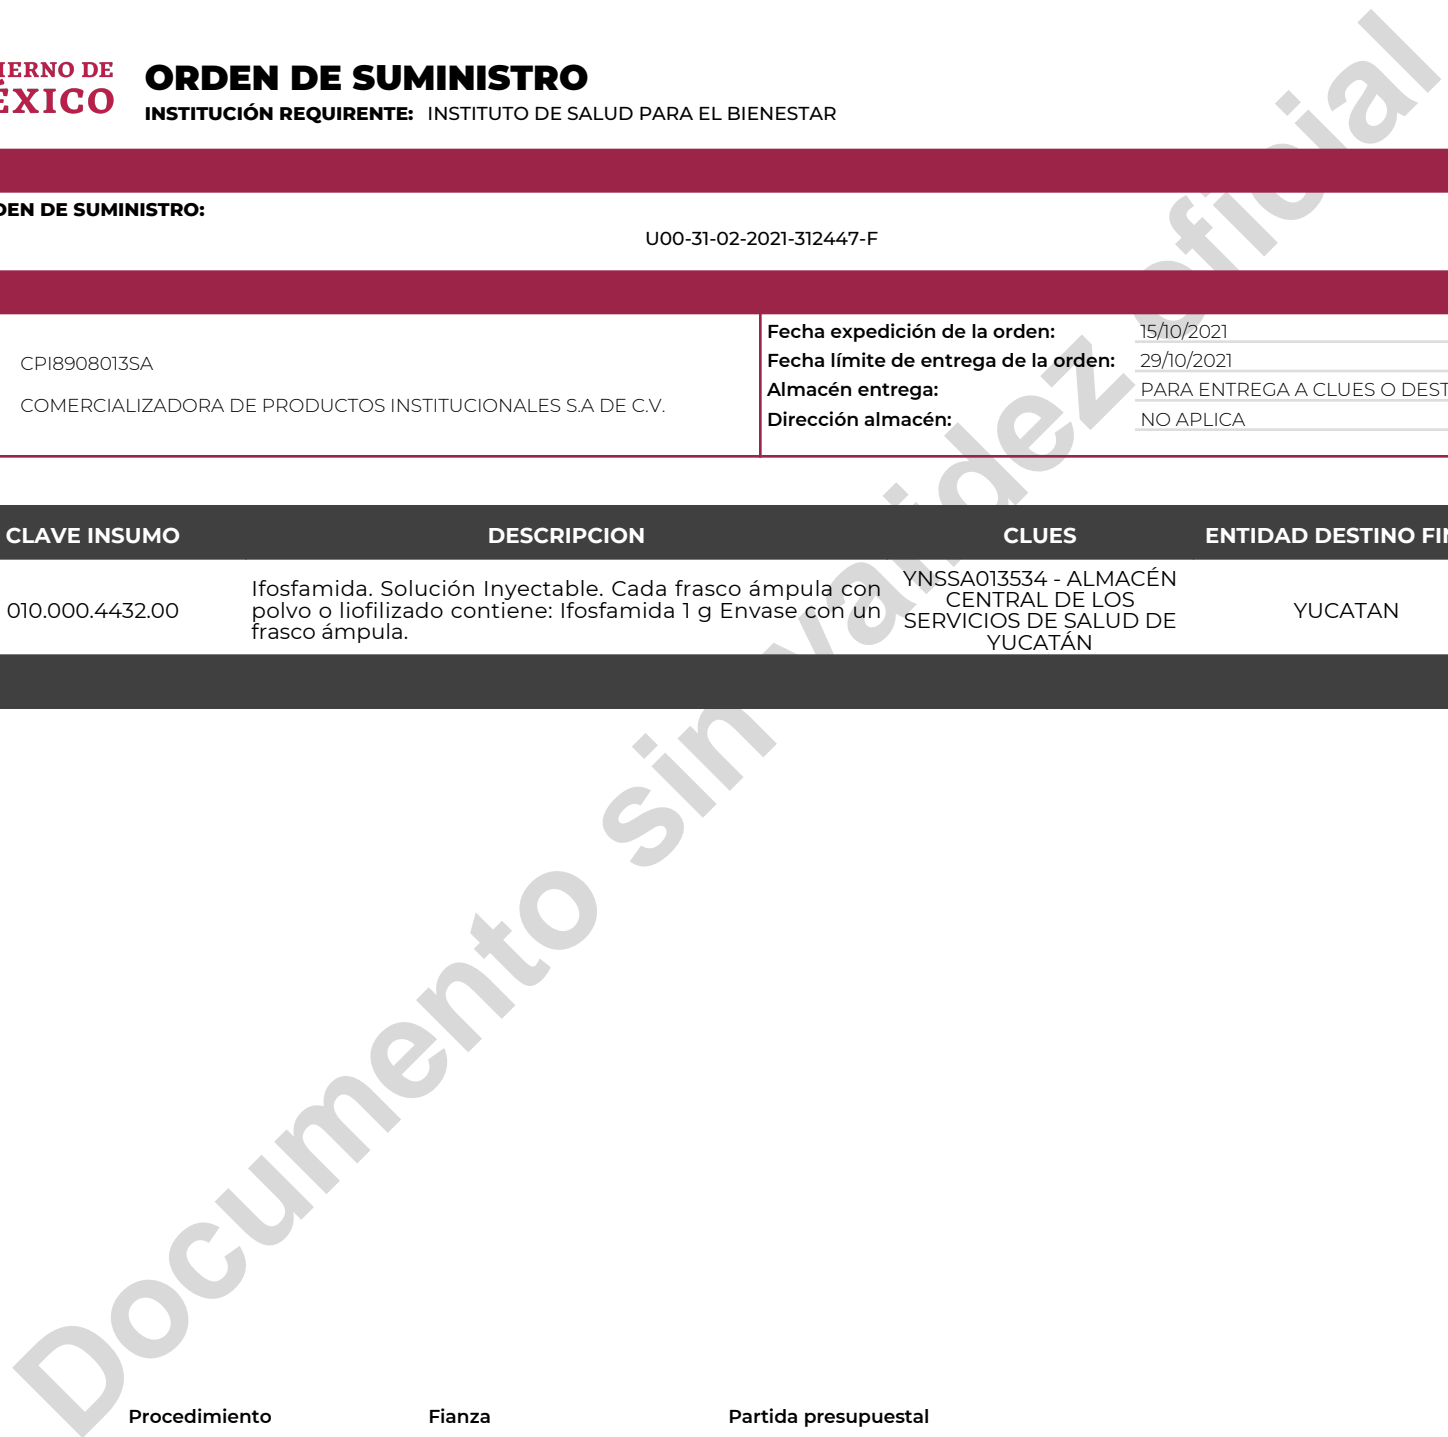 IERNO DE
ÉXICO
ORDEN DE SUMINISTRO
INSTITUCIÓN REQUIRENTE: INSTITUTO DE SALUD PARA EL BIENESTAR
DEN DE SUMINISTRO:
U00-31-02-2021-312447-F
CPI8908013SA
COMERCIALIZADORA DE PRODUCTOS INSTITUCIONALES S.A DE C.V.
Fecha expedición de la orden: 15/10/2021
Fecha límite de entrega de la orden: 29/10/2021
Almacén entrega: PARA ENTREGA A CLUES O DEST
Dirección almacén: NO APLICA
CLAVE INSUMO DESCRIPCION CLUES ENTIDAD DESTINO FIN
010.000.4432.00
Ifosfamida. Solución Inyectable. Cada frasco ámpula con
polvo o liofilizado contiene: Ifosfamida 1 g Envase con un
frasco ámpula.
YNSSA013534 - ALMACÉN
CENTRAL DE LOS
SERVICIOS DE SALUD DE
YUCATÁN
YUCATAN
Documento sin validez oficial
Procedimiento Fianza Partida presupuestal